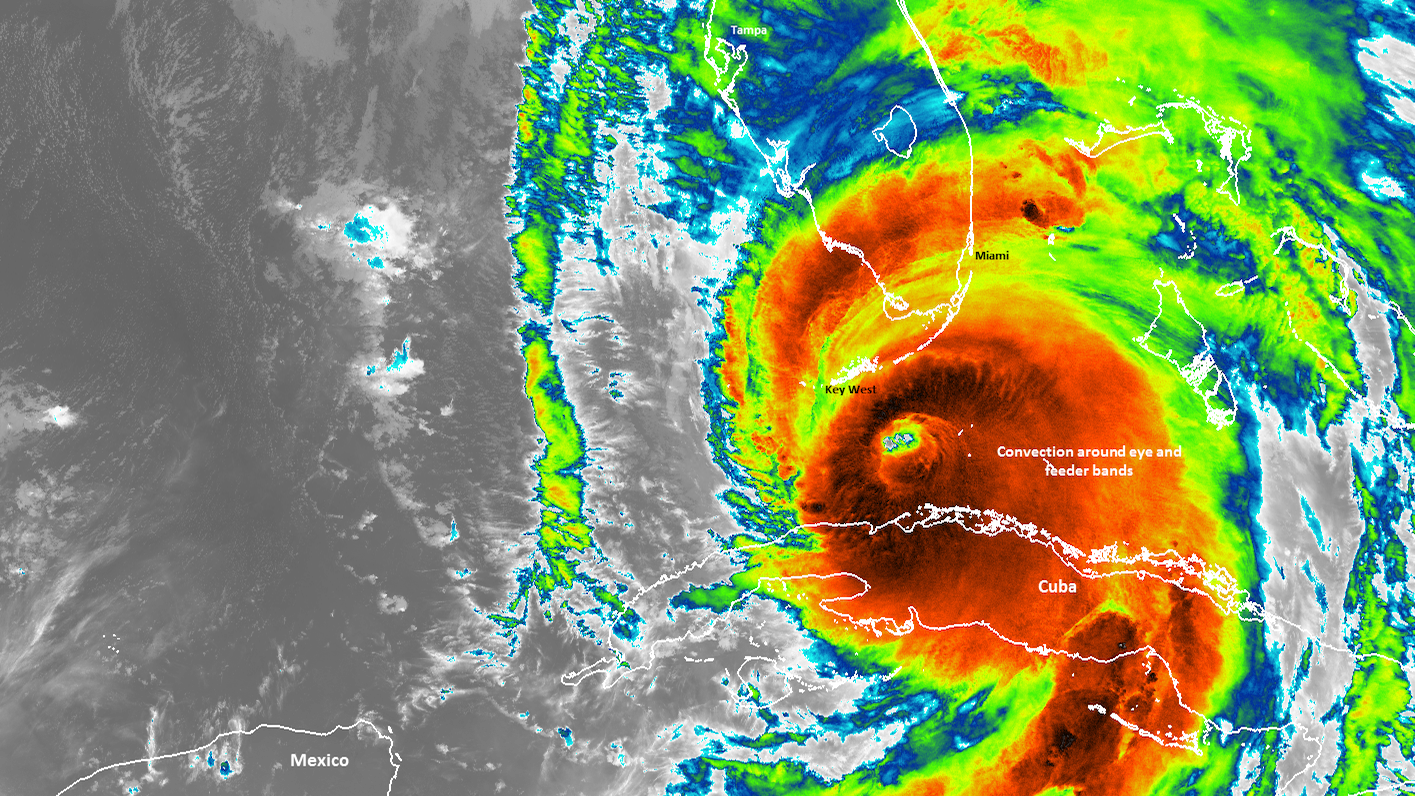 Tampa
Miami
Key West
Convection around eye and
feeder bands
Cuba
Mexico